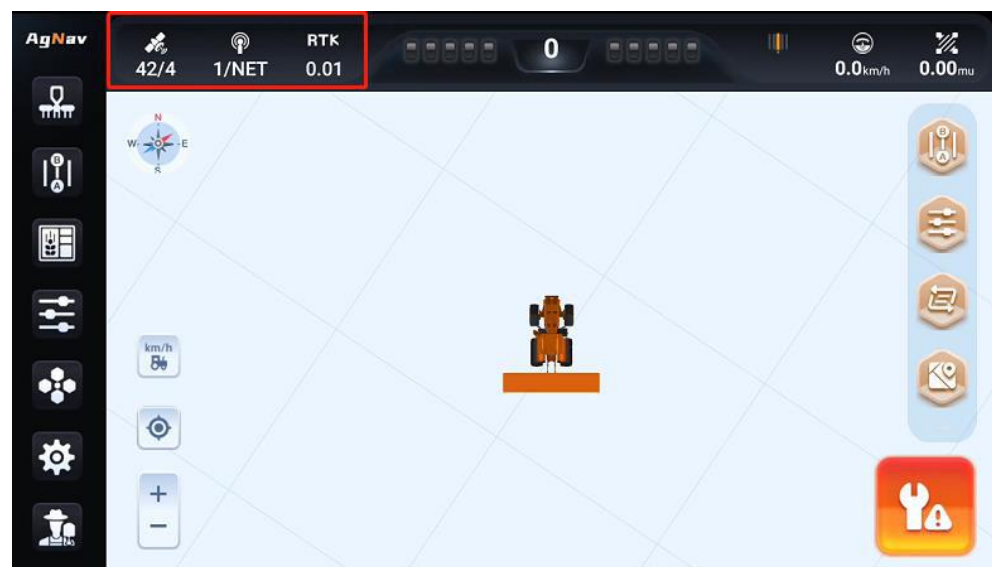 AgNav
42/4
1/NET
RTK
0.01
0
0.0km/h
0.00mu
N
W
E
S
km/h
B
A
B
A
+
−